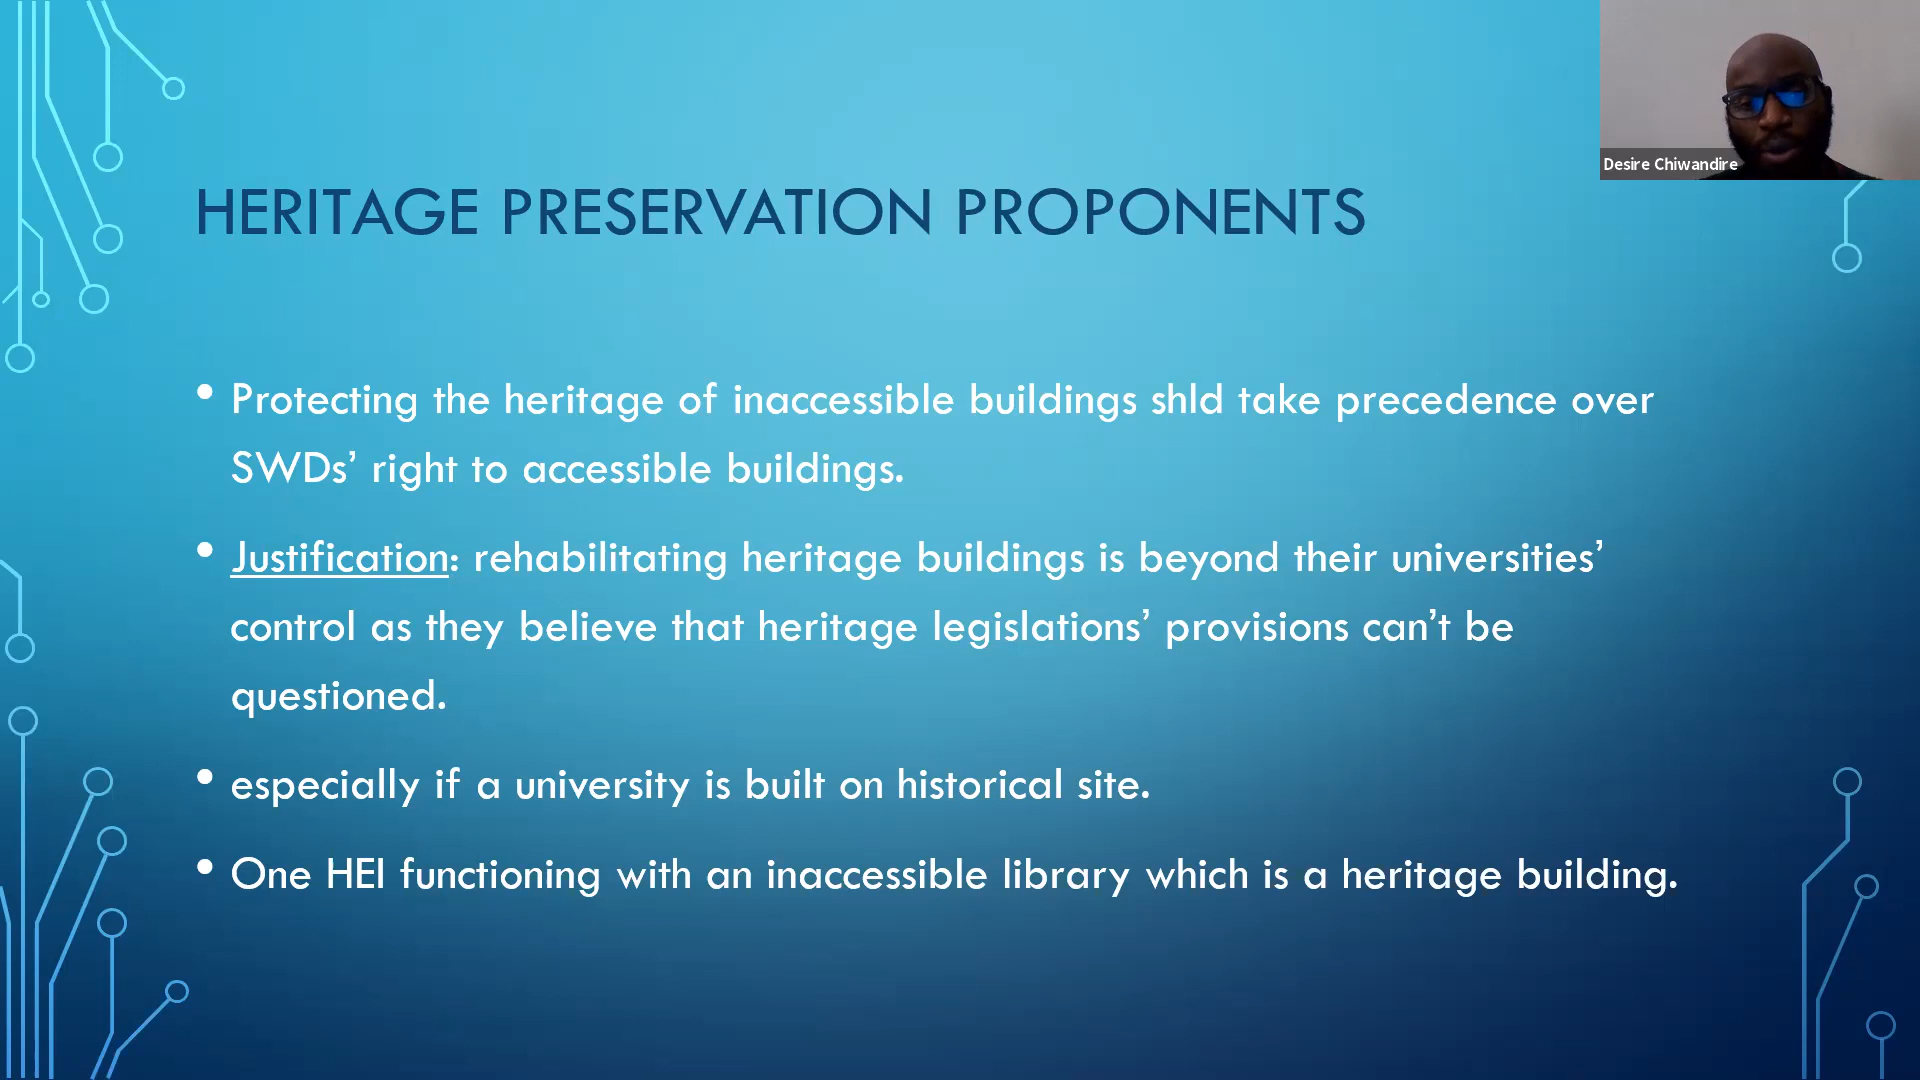 Desire Chiwandire
HERITAGE PRESERVATION PROPONENTS
• Protecting the heritage of inaccessible buildings shld take precedence over
SWDs’ right to accessible buildings.
• Justification: rehabilitating heritage buildings is beyond their universities’
control as they believe that heritage legislations’ provisions can’t be
questioned.
• especially if a university is built on historical site.
• One HEI functioning with an inaccessible library which is a heritage building.